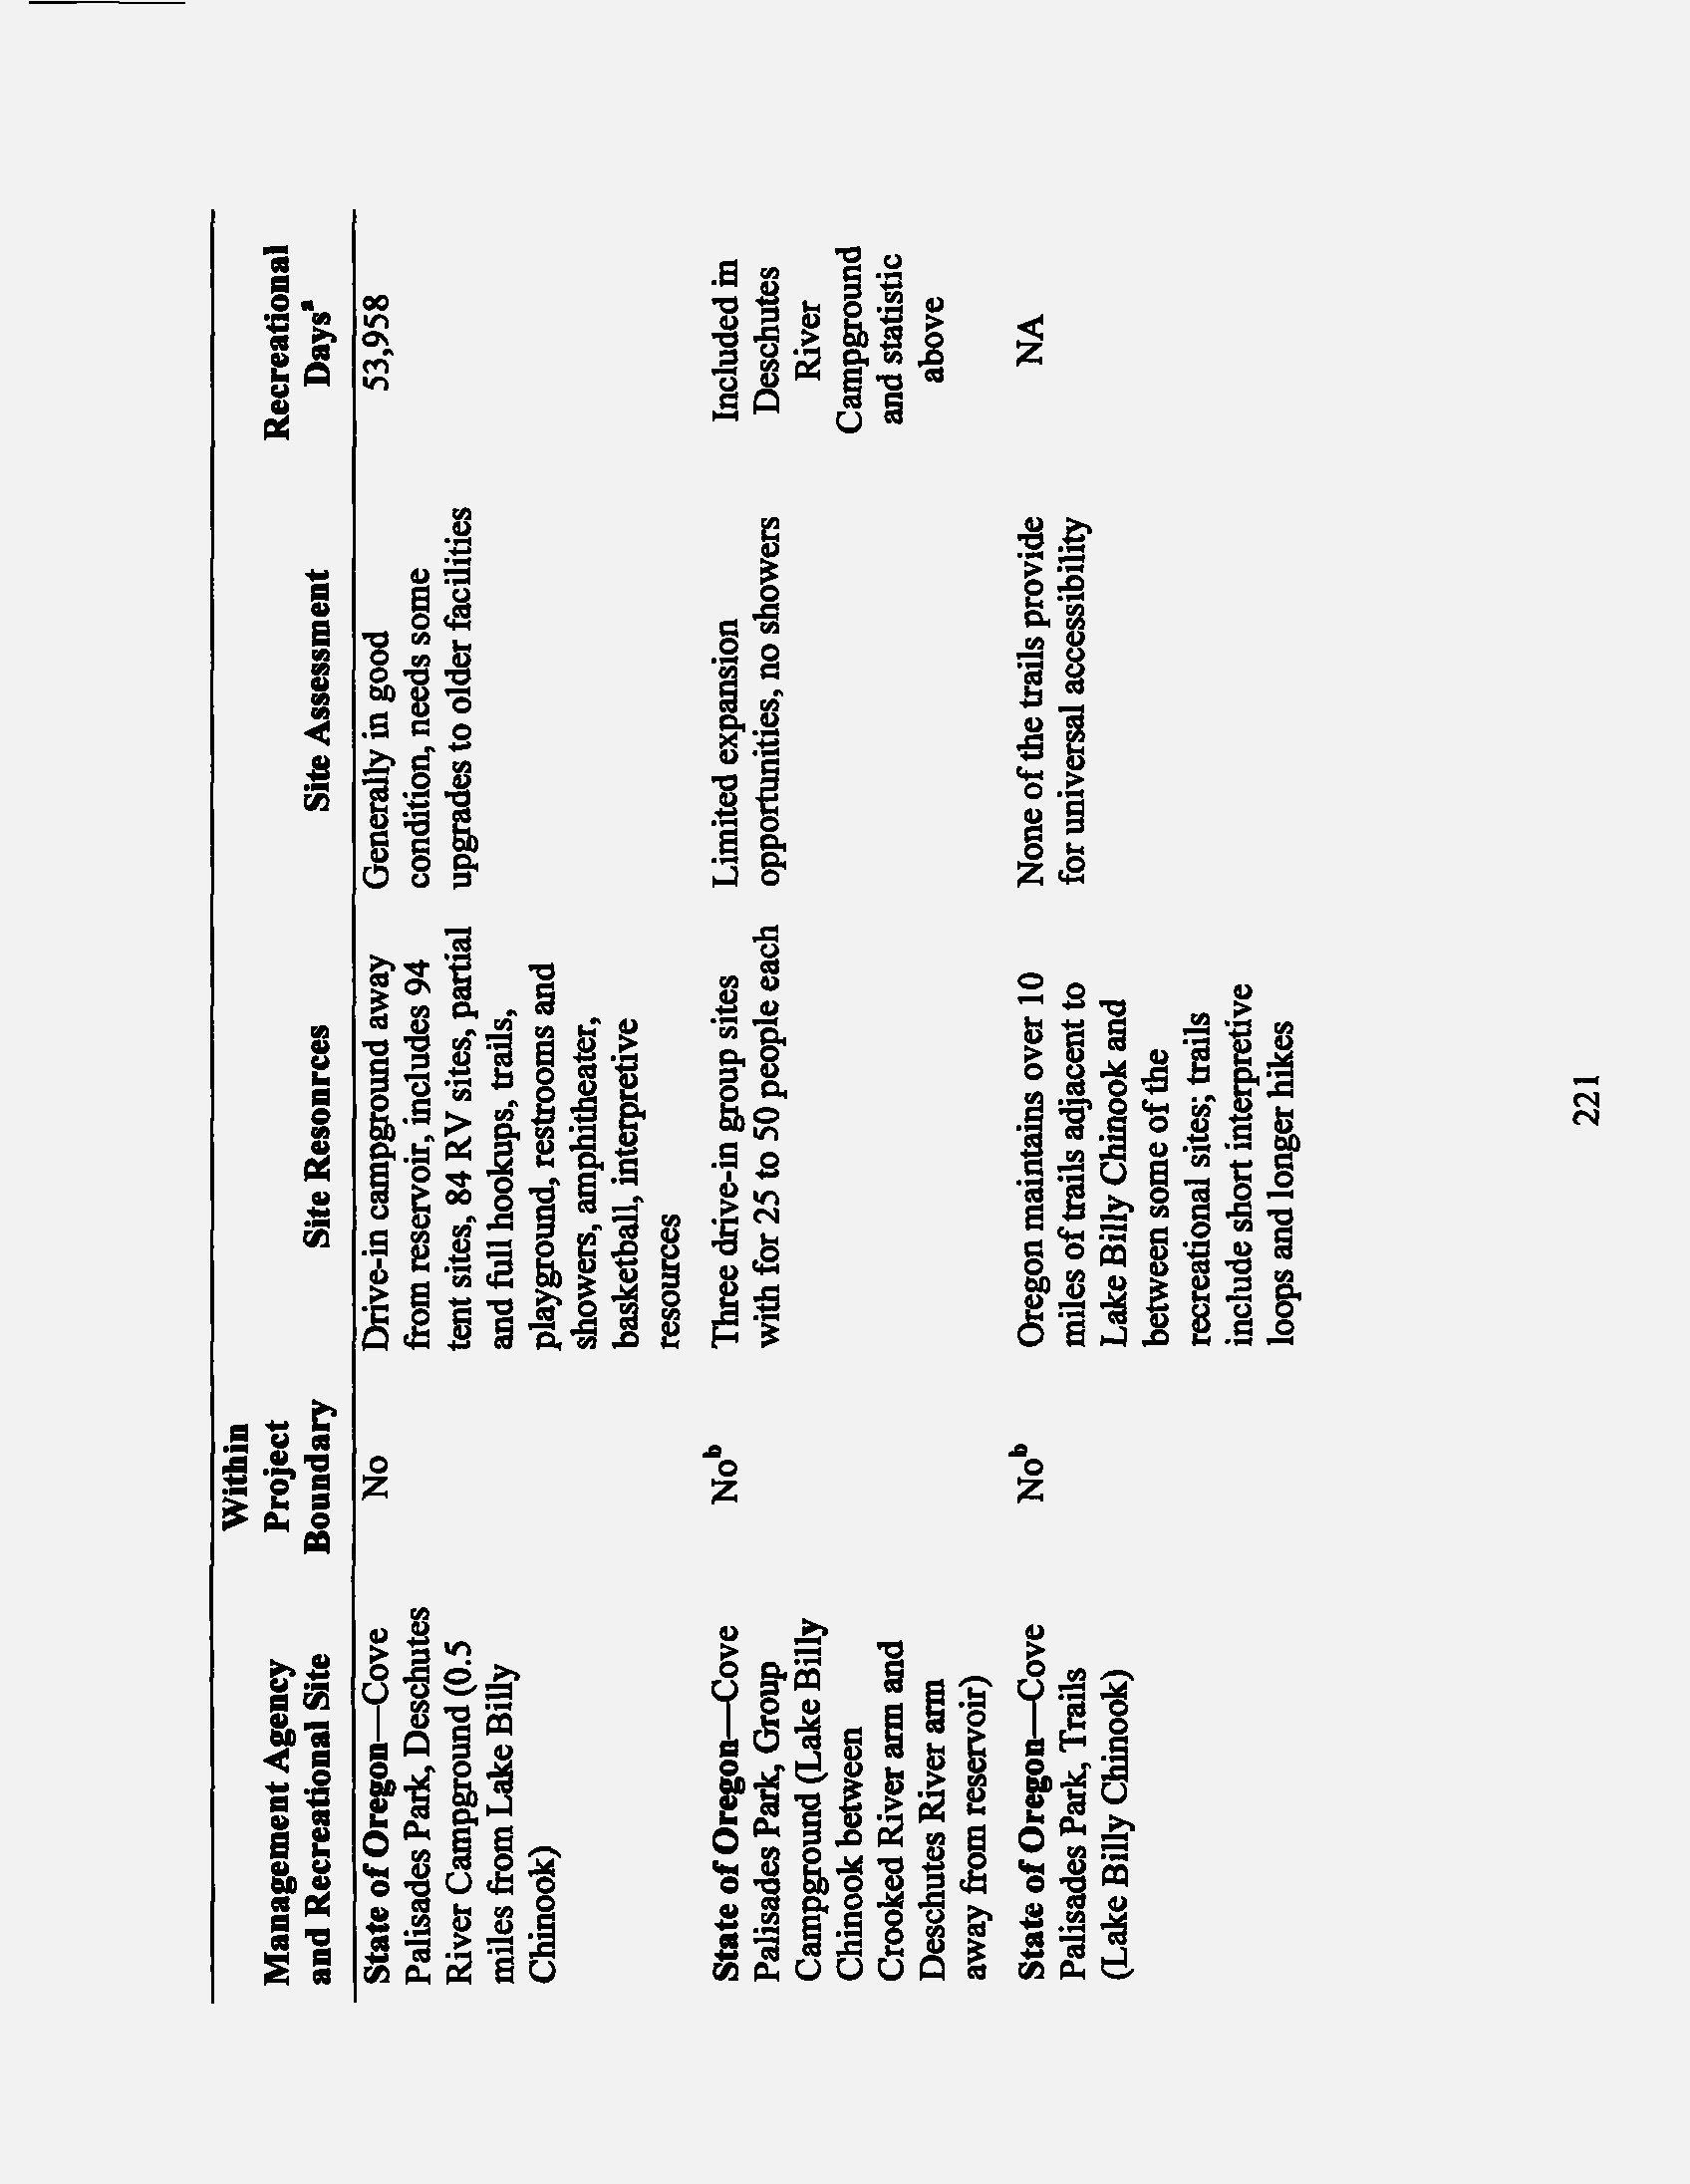 Management Agency
and Recreational Site
Within
Project
Boundary
Site Resources
Site Assessment
Recreational
Days^a
State of Oregon—Cove
Palisades Park, Deschutes
River Campground (0.5
miles from Lake Billy
Chinook)
No
Drive-in campground away
from reservoir, includes 94
tent sites, 84 RV sites, partial
and full hookups, trails,
playground, restrooms and
showers, amphitheater,
basketball, interpretive
resources
Generally in good
condition, needs some
upgrades to older facilities
53,958
State of Oregon—Cove
Palisades Park, Group
Campground (Lake Billy
Chinook between
Crooked River arm and
Deschutes River arm
away from reservoir)
No^b
Three drive-in group sites
with for 25 to 50 people each
Limited expansion
opportunities, no showers
Included in
Deschutes
River
Campground
and statistic
above
State of Oregon—Cove
Palisades Park, Trails
(Lake Billy Chinook)
No^b
Oregon maintains over 10
miles of trails adjacent to
Lake Billy Chinook and
between some of the
recreational sites; trails
include short interpretive
loops and longer hikes
None of the trails provide
for universal accessibility
NA
221